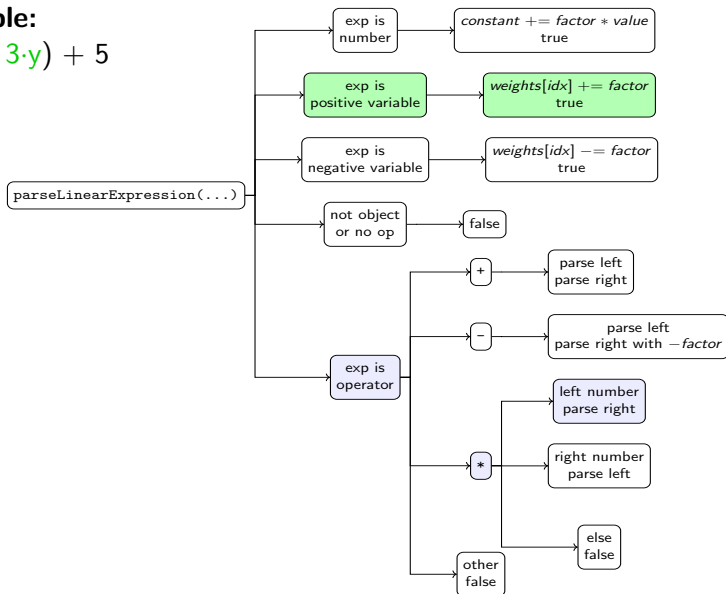 ble:
3·y) + 5
parseLinearExpression(...)
exp is
number
constant += factor * value
true
exp is
positive variable
weights[idx] += factor
true
exp is
negative variable
weights[idx] −= factor
true
not object
or no op
false
exp is
operator
+
parse left
parse right
−
parse left
parse right with −factor
*
left number
parse right
right number
parse left
else
false
other
false